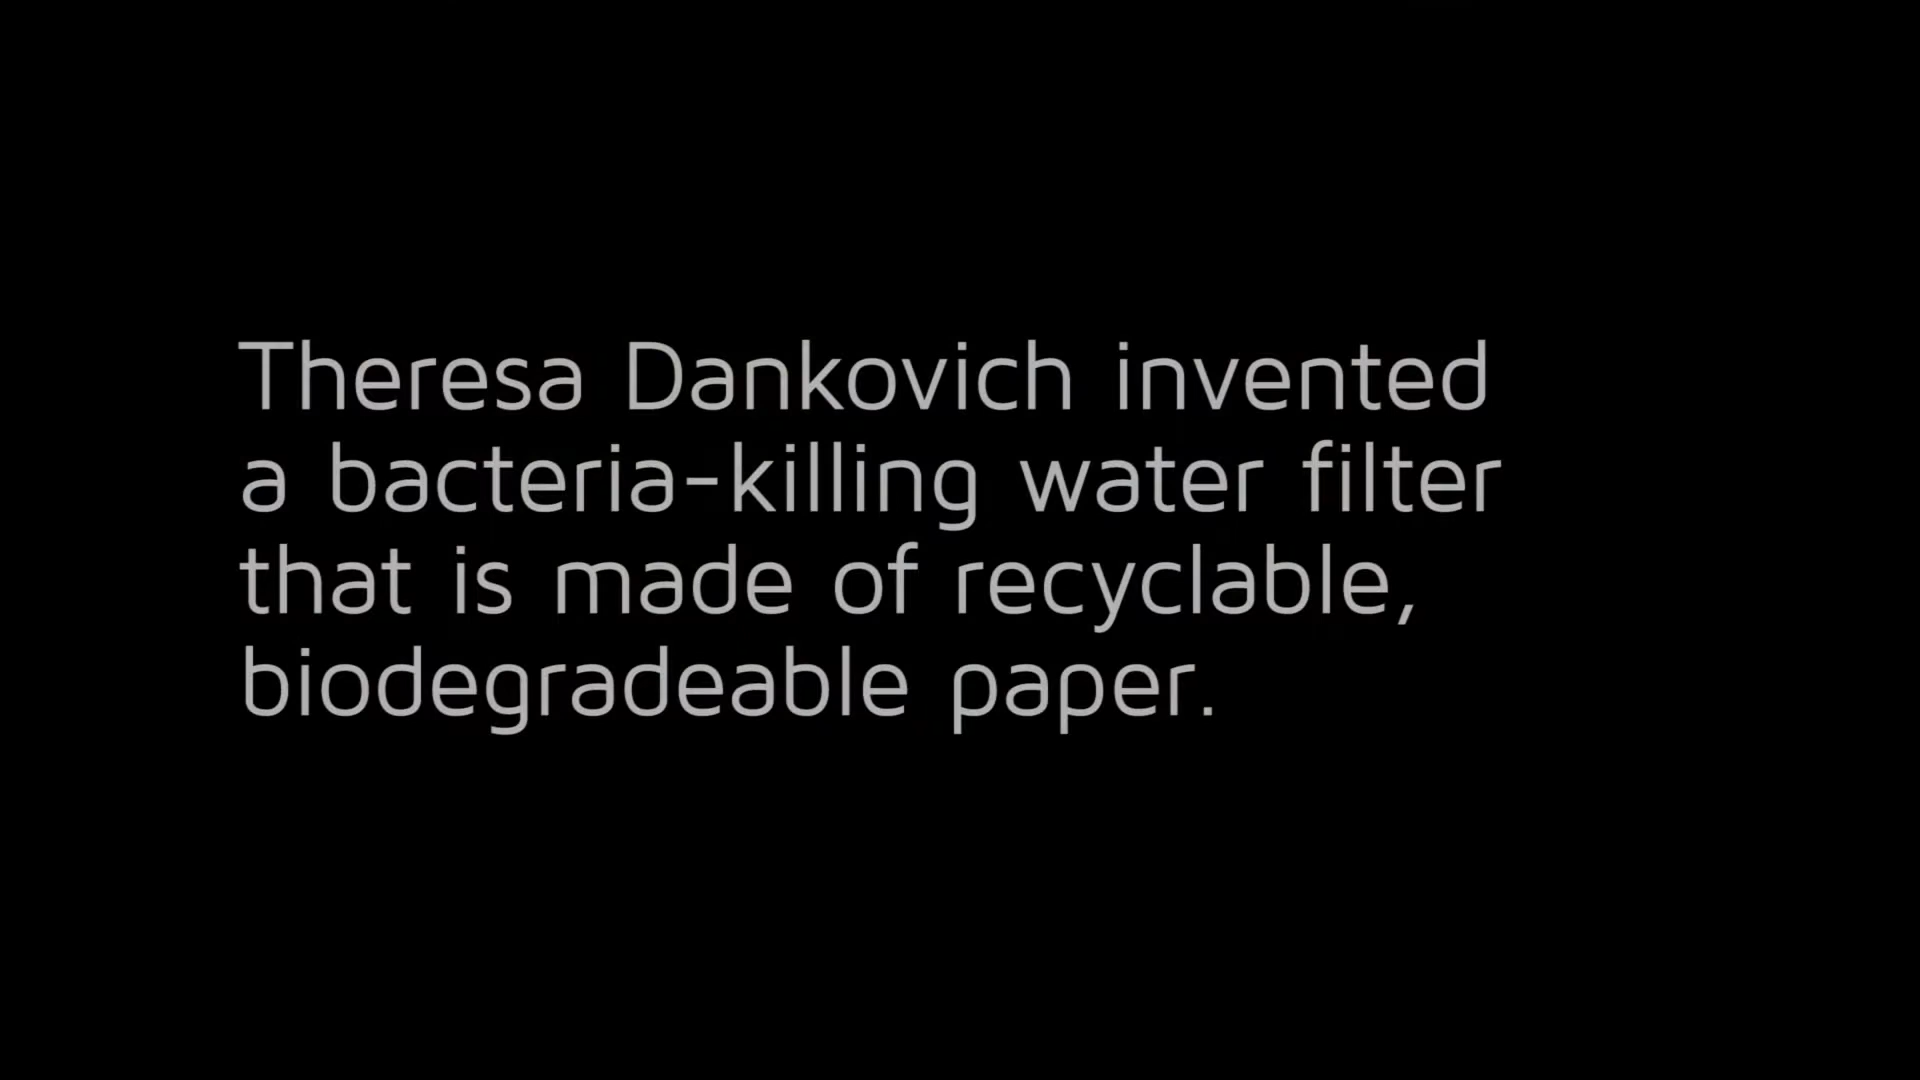 Theresa Dankovich invented
a bacteria-killing water filter
that is made of recyclable,
biodegradeable paper.